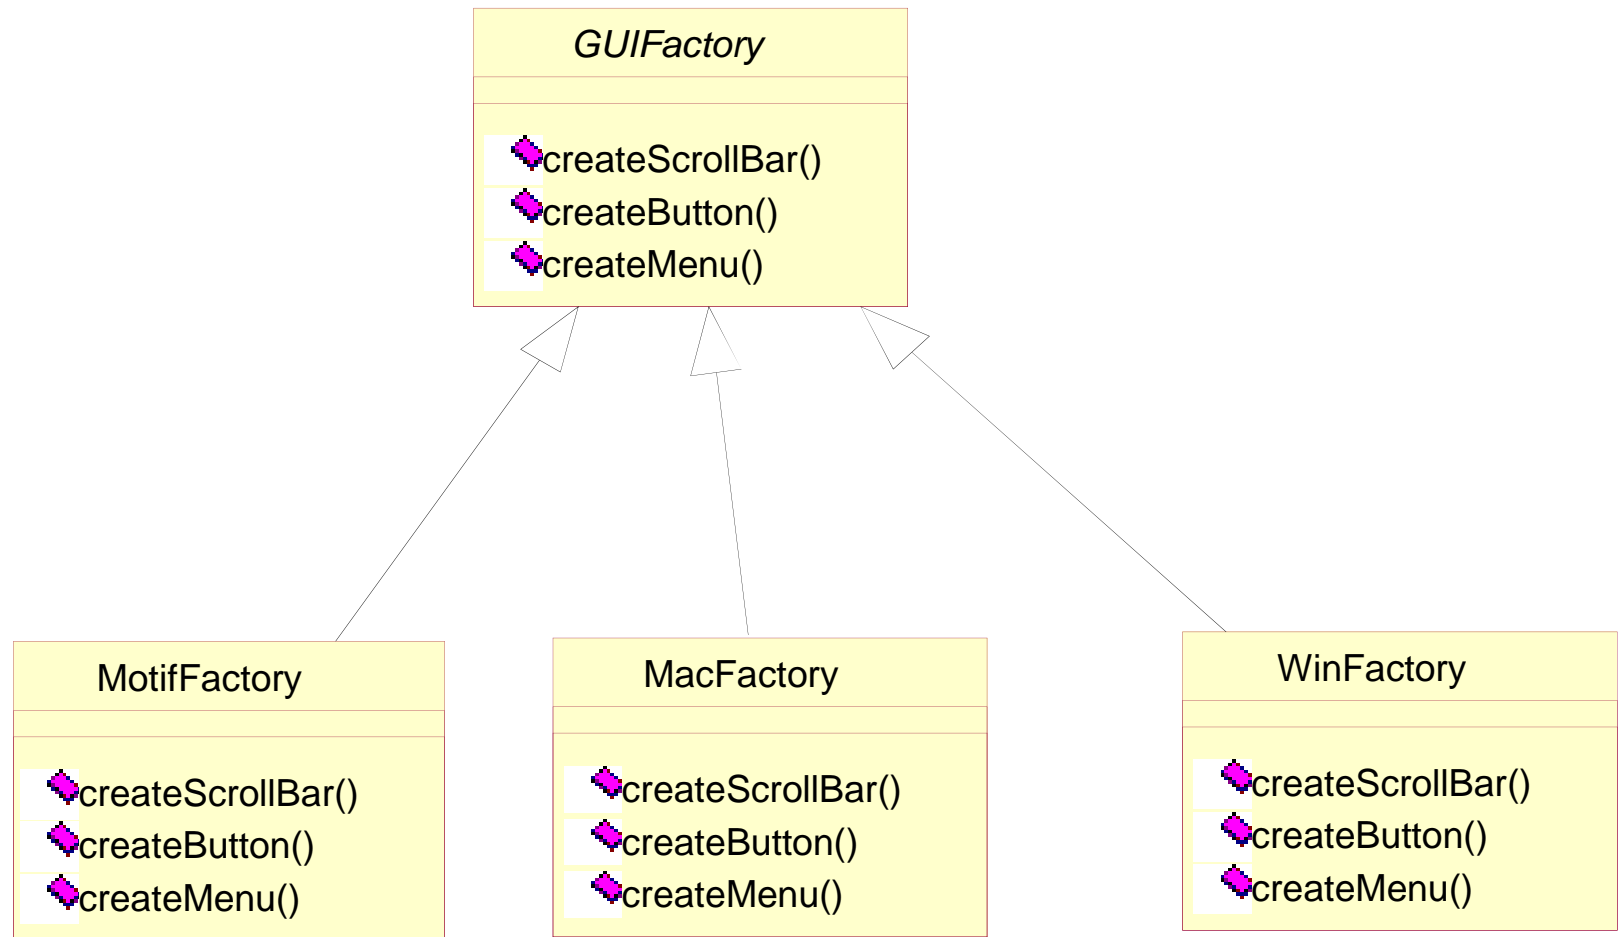 GUIFactory
createScrollBar()
createButton()
createMenu()
MotifFactory
createScrollBar()
createButton()
createMenu()
MacFactory
createScrollBar()
createButton()
createMenu()
WinFactory
createScrollBar()
createButton()
createMenu()